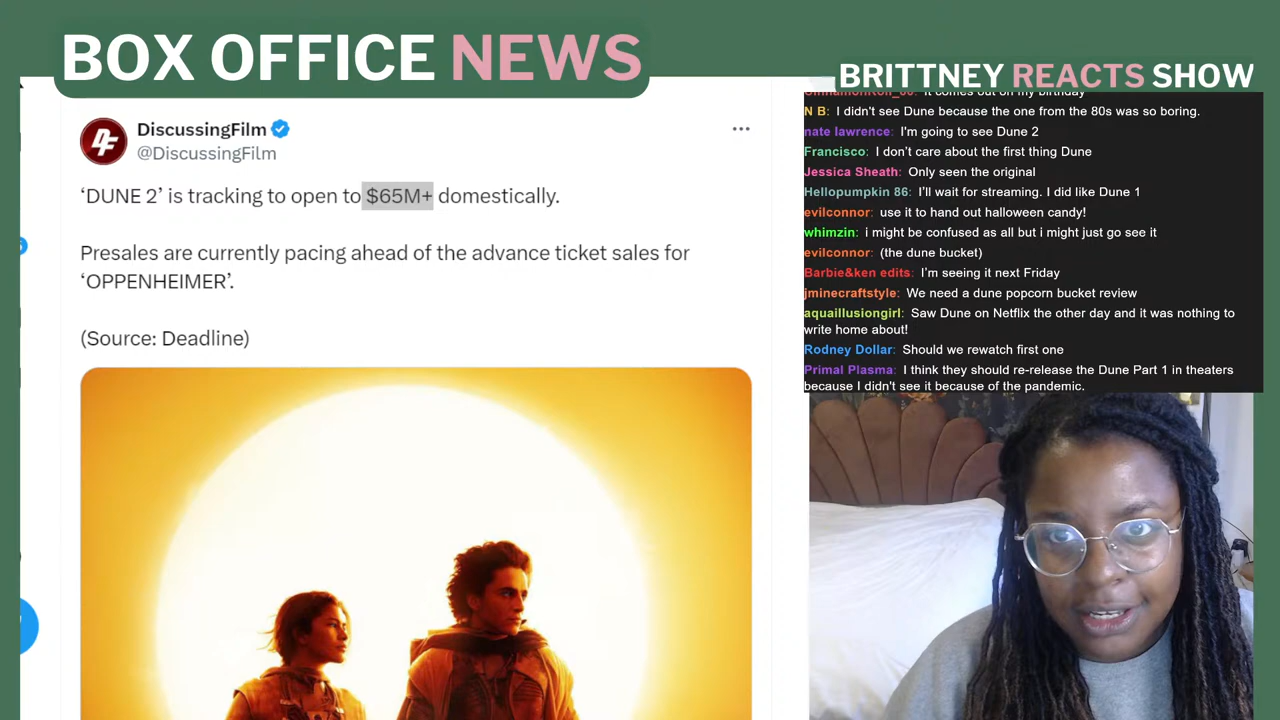 BOX OFFICE NEWS
BRITTNEY REACTS SHOW
DiscussingFilm
@DiscussingFilm
‘DUNE 2’ is tracking to open to $65M+ domestically.
Presales are currently pacing ahead of the advance ticket sales for
‘OPPENHEIMER’.
(Source: Deadline)
It comes out on my birthday
N B: I didn't see Dune because the one from the 80s was so boring.
nate lawrence: I'm going to see Dune 2
Francisco: I don’t care about the first thing Dune
Jessica Sheath: Only seen the original
Hellopumpkin 86: I’ll wait for streaming. I did like Dune 1
evilconnor: use it to hand out halloween candy!
whimzin: i might be confused as all but i might just go see it
evilconnor: (the dune bucket)
Barbie&ken edits: I’m seeing it next Friday
jminecraftstyle: We need a dune popcorn bucket review
aquaillusiongirl: Saw Dune on Netflix the other day and it was nothing to
write home about!
Rodney Dollar: Should we rewatch first one
Primal Plasma: I think they should re-release the Dune Part 1 in theaters
because I didn't see it because of the pandemic.